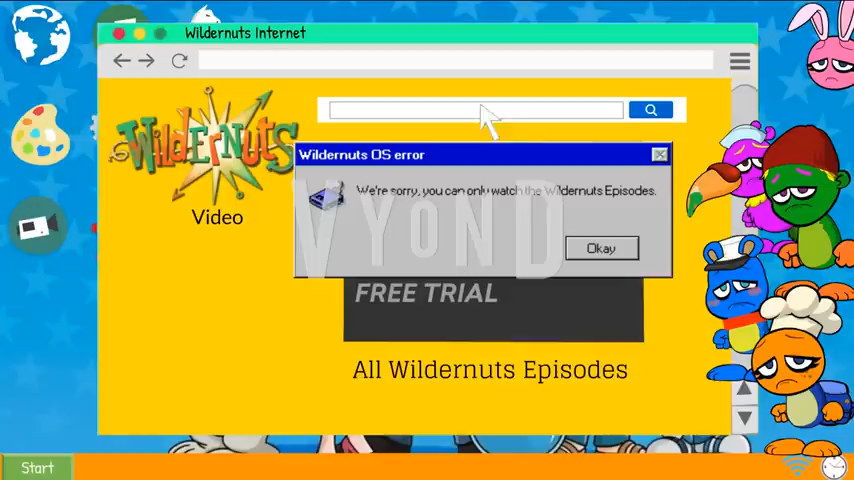 Wildernuts Internet
WildErNutS
Video
Wildernuts OS error
We're sorry, you can only watch the Wildernuts Episodes.
Okay
VYoND
FREE TRIAL
All Wildernuts Episodes
Start